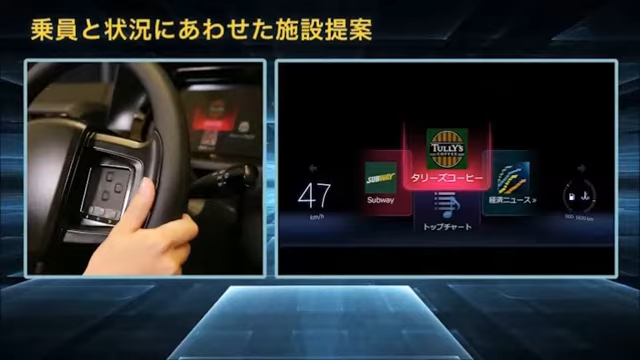 乗員と状況にあわせた施設提案
TULLY'S
COFFEE
タリーズコーヒー
SUBWAY
Subway
経済ニュース»
トップチャート
47
km/h